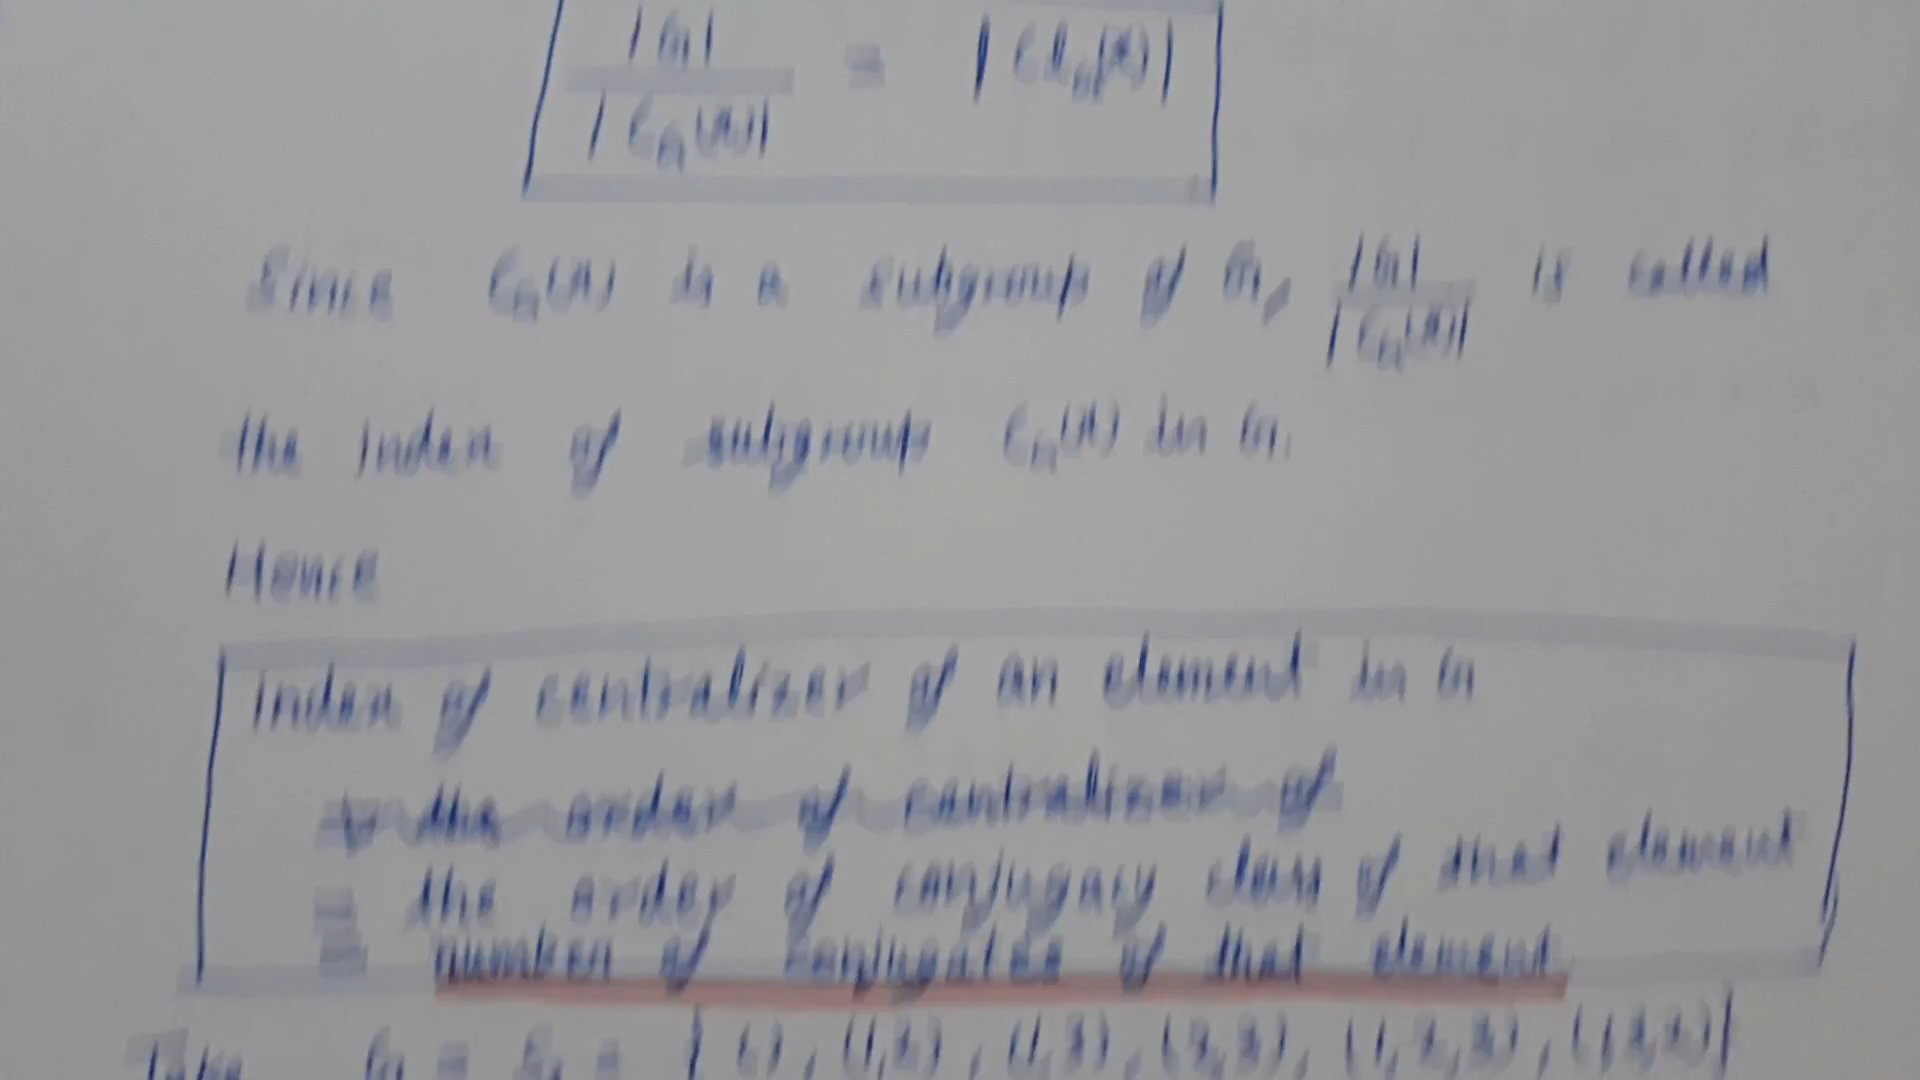 |G| / |C_G(x)| = |Cl_G(x)|
Since C_G(x) is a subgroup of G, |G| / |C_G(x)| is called
the index of subgroup C_G(x) in G.
Hence
Index of centralizer of an element in G
the order of centralizer of
= the order of conjugacy class of that element
= number of conjugates of that element
Take G = S₃ = { (), (1,2), (1,3), (2,3), (1,2,3), (1,3,2) }